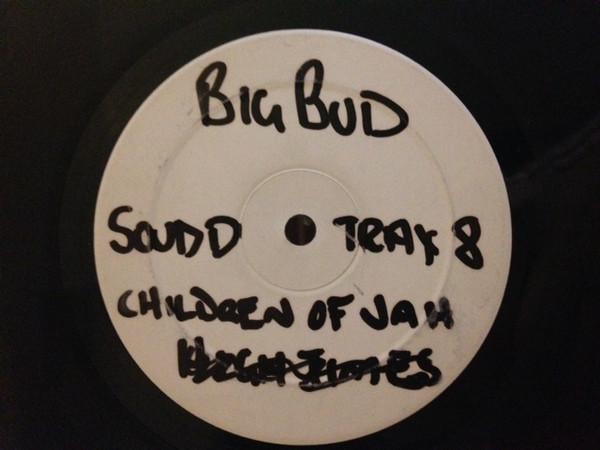 BIG BUD
SOUND TRAX 8
CHILDREN OF JAH